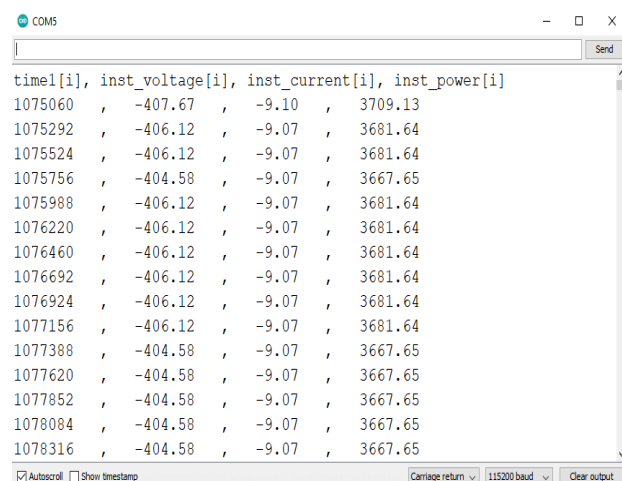 COM5
Send
time1[i], inst_voltage[i], inst_current[i], inst_power[i]
1075060 , -407.67 , -9.10 , 3709.13
1075292 , -406.12 , -9.07 , 3681.64
1075524 , -406.12 , -9.07 , 3681.64
1075756 , -404.58 , -9.07 , 3667.65
1075988 , -406.12 , -9.07 , 3681.64
1076220 , -406.12 , -9.07 , 3681.64
1076460 , -406.12 , -9.07 , 3681.64
1076692 , -406.12 , -9.07 , 3681.64
1076924 , -406.12 , -9.07 , 3681.64
1077156 , -406.12 , -9.07 , 3681.64
1077388 , -404.58 , -9.07 , 3667.65
1077620 , -404.58 , -9.07 , 3667.65
1077852 , -404.58 , -9.07 , 3667.65
1078084 , -404.58 , -9.07 , 3667.65
1078316 , -404.58 , -9.07 , 3667.65
Autoscroll Show timestamp Carriage return 115200 baud Clear output